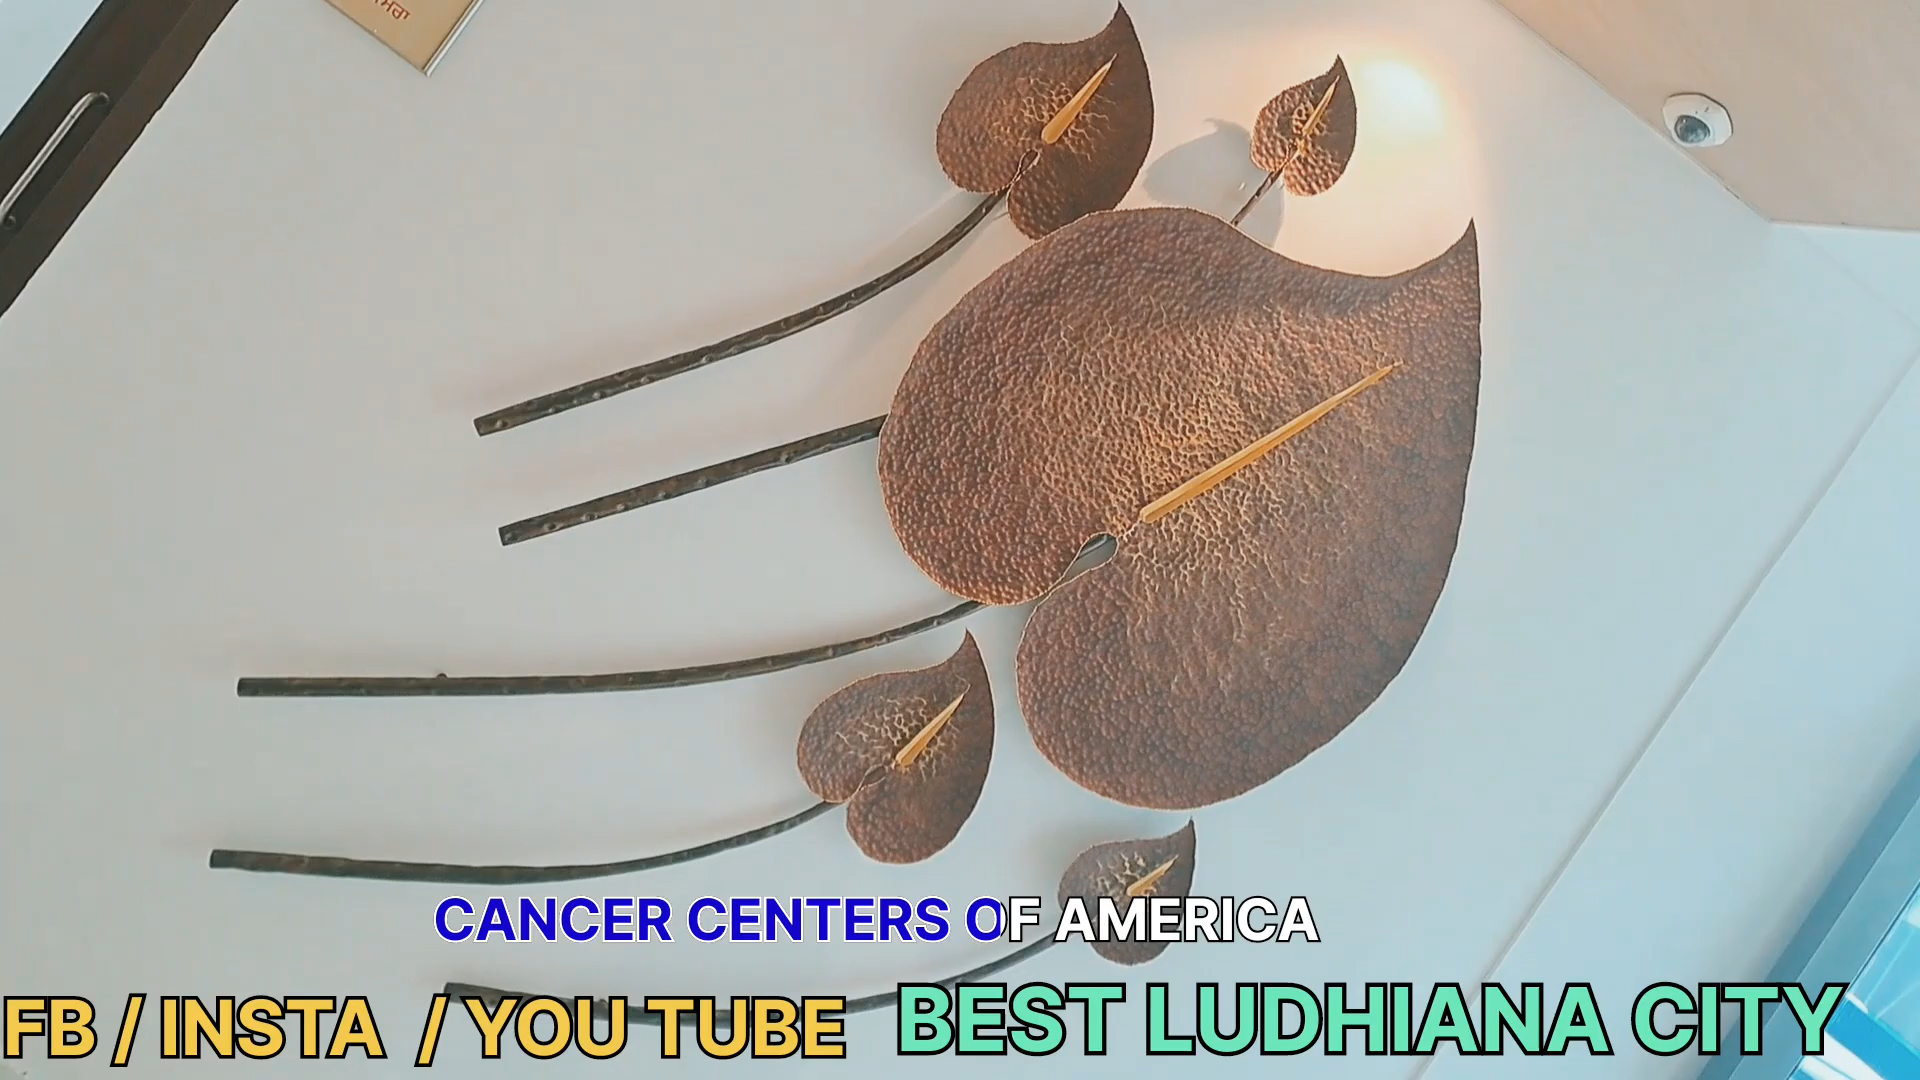 CANCER CENTERS OF AMERICA
FB / INSTA / YOU TUBE BEST LUDHIANA CITY